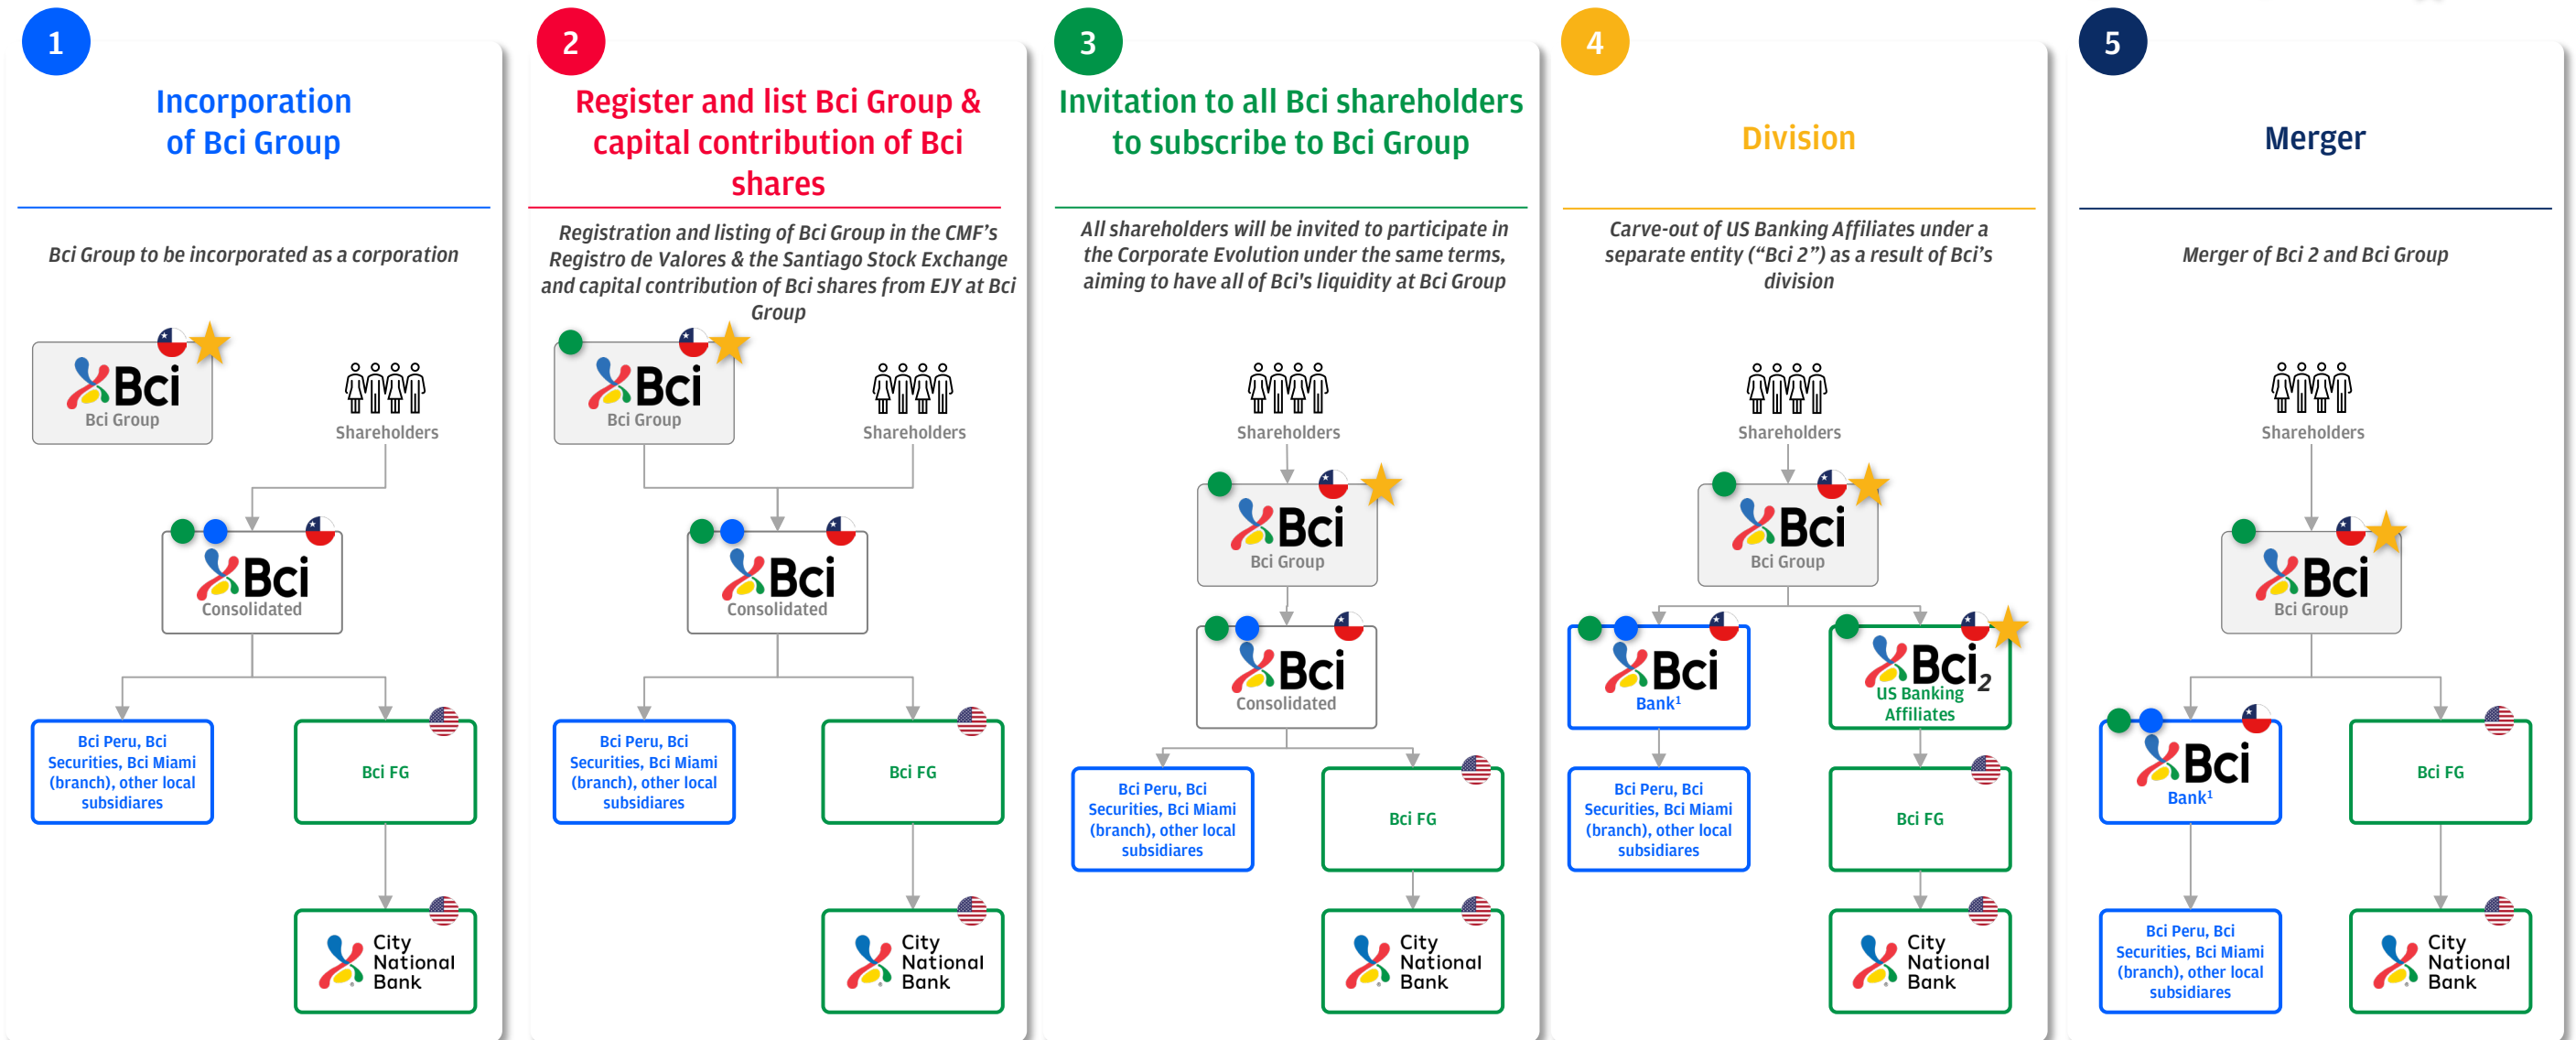 1
Incorporation
of Bci Group
Bci Group to be incorporated as a corporation
Bci
Bci Group
Shareholders
Bci
Consolidated
Bci Peru, Bci
Securities, Bci Miami
(branch), other local
subsidiares
Bci FG
City
National
Bank
2
Register and list Bci Group &
capital contribution of Bci
shares
Registration and listing of Bci Group in the CMF's
Registro de Valores & the Santiago Stock Exchange
and capital contribution of Bci shares from EJY at Bci
Group
Bci
Bci Group
Shareholders
Bci
Consolidated
Bci Peru, Bci
Securities, Bci Miami
(branch), other local
subsidiares
Bci FG
City
National
Bank
3
Invitation to all Bci shareholders
to subscribe to Bci Group
All shareholders will be invited to participate in
the Corporate Evolution under the same terms,
aiming to have all of Bci's liquidity at Bci Group
Shareholders
Bci
Bci Group
Bci
Consolidated
Bci Peru, Bci
Securities, Bci Miami
(branch), other local
subsidiares
Bci FG
City
National
Bank
4
Division
Carve-out of US Banking Affiliates under a
separate entity (“Bci 2”) as a result of Bci’s
division
Shareholders
Bci
Bci Group
Bci
Bank¹
Bci 2
US Banking
Affiliates
Bci Peru, Bci
Securities, Bci Miami
(branch), other local
subsidiares
Bci FG
City
National
Bank
5
Merger
Merger of Bci 2 and Bci Group
Shareholders
Bci
Bci Group
Bci
Bank¹
Bci FG
Bci Peru, Bci
Securities, Bci Miami
(branch), other local
subsidiares
City
National
Bank